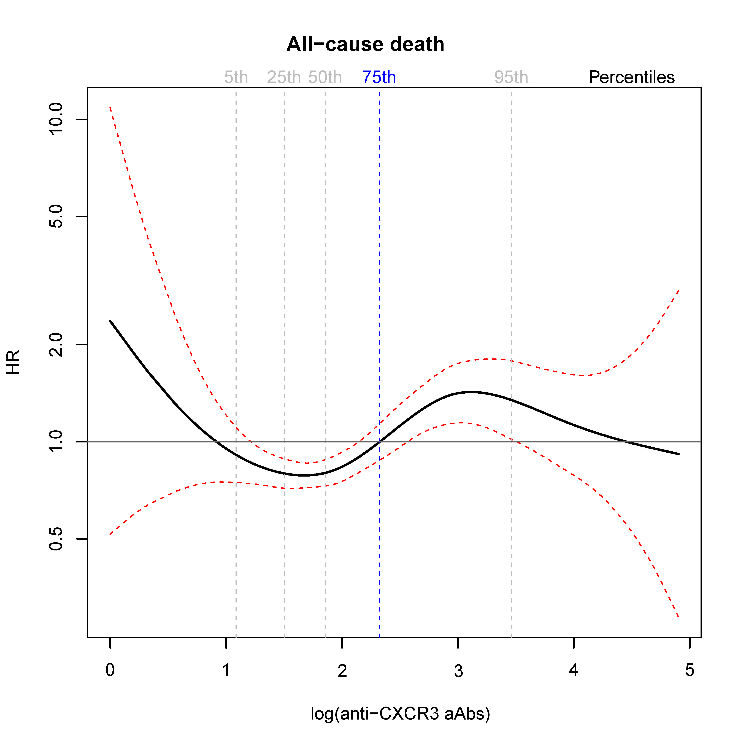 All−cause death
5th 25th 50th 75th 95th Percentiles
HR
10.0
5.0
2.0
1.0
0.5
0 1 2 3 4 5
log(anti−CXCR3 aAbs)